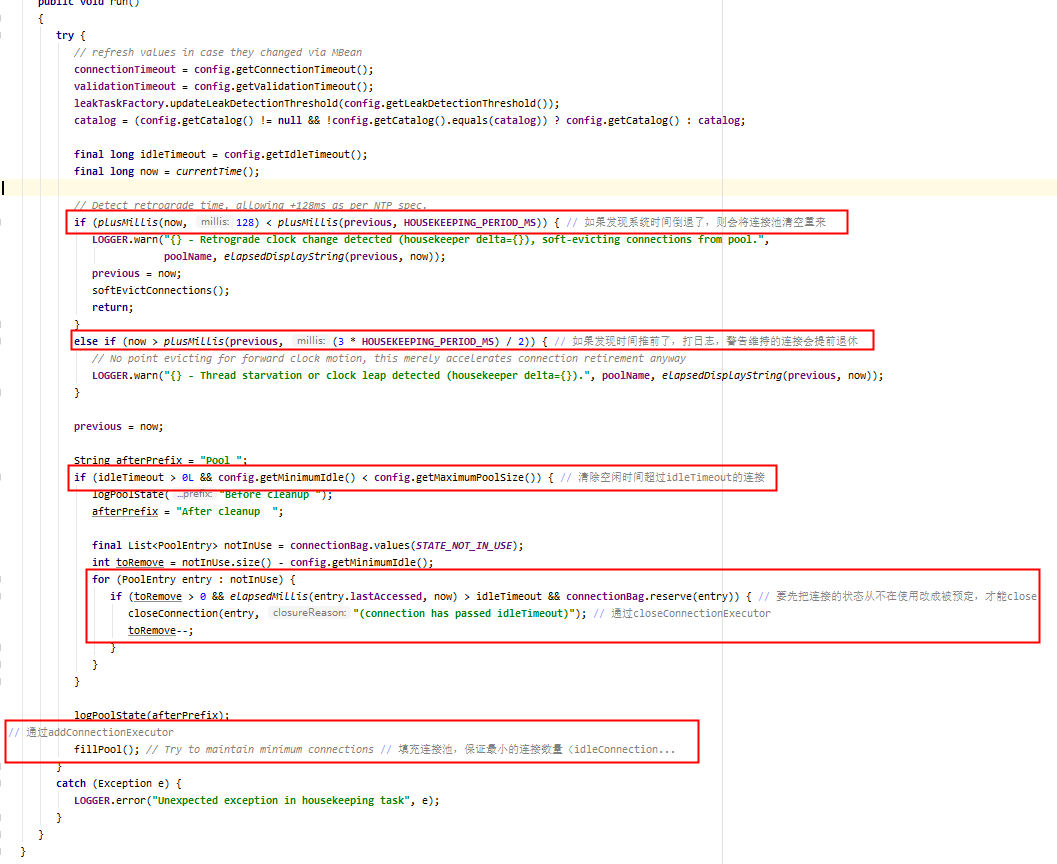 public void run()
{
try {
// refresh values in case they changed via MBean
connectionTimeout = config.getConnectionTimeout();
validationTimeout = config.getValidationTimeout();
leakTaskFactory.updateLeakDetectionThreshold(config.getLeakDetectionThreshold());
catalog = (config.getCatalog() != null && !config.getCatalog().equals(catalog)) ? config.getCatalog() : catalog;
final long idleTimeout = config.getIdleTimeout();
final long now = currentTime();
// Detect retrograde time, allowing +128ms as per NTP spec.
if (plusMillis(now, millis: 128) < plusMillis(previous, HOUSEKEEPING_PERIOD_MS)) { // 如果发现系统时间倒退了，则会将连接池清空重来
LOGGER.warn("{} - Retrograde clock change detected (housekeeper delta={}), soft-evicting connections from pool.",
poolName, elapsedDisplayString(previous, now));
previous = now;
softEvictConnections();
return;
}
else if (now > plusMillis(previous, millis: (3 * HOUSEKEEPING_PERIOD_MS) / 2)) { // 如果发现时间推前了，打日志，警告维持的连接会提前退休
// No point evicting for forward clock motion, this merely accelerates connection retirement anyway
LOGGER.warn("{} - Thread starvation or clock leap detected (housekeeper delta={}).", poolName, elapsedDisplayString(previous, now));
}
previous = now;
String afterPrefix = "Pool ";
if (idleTimeout > 0L && config.getMinimumIdle() < config.getMaximumPoolSize()) { // 清除空闲时间超过idleTimeout的连接
logPoolState( ...prefix: "Before cleanup ");
afterPrefix = "After cleanup  ";
final List<PoolEntry> notInUse = connectionBag.values(STATE_NOT_IN_USE);
int toRemove = notInUse.size() - config.getMinimumIdle();
for (PoolEntry entry : notInUse) {
if (toRemove > 0 && elapsedMillis(entry.lastAccessed, now) > idleTimeout && connectionBag.reserve(entry)) { // 要先把连接的状态从不在使用改成被预定，才能close
closeConnection(entry, closureReason: "(connection has passed idleTimeout)"); // 通过closeConnectionExecutor
toRemove--;
}
}
}
logPoolState(afterPrefix);
// 通过addConnectionExecutor
fillPool(); // Try to maintain minimum connections // 填充连接池，保证最小的连接数量（idleConnection...
}
catch (Exception e) {
LOGGER.error("Unexpected exception in housekeeping task", e);
}
}
}